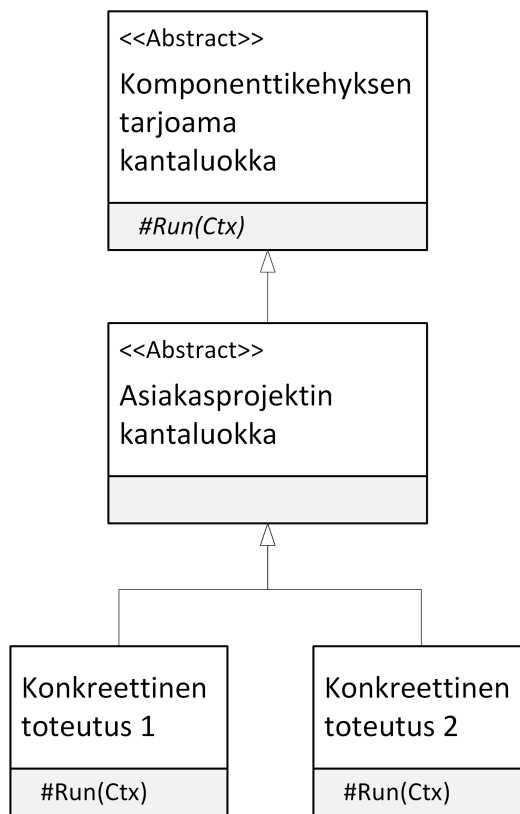 <<Abstract>>
Komponenttikehyksen
tarjoama
kantaluokka
#Run(Ctx)
<<Abstract>>
Asiakasprojektin
kantaluokka
Konkreettinen
toteutus 1
#Run(Ctx)
Konkreettinen
toteutus 2
#Run(Ctx)